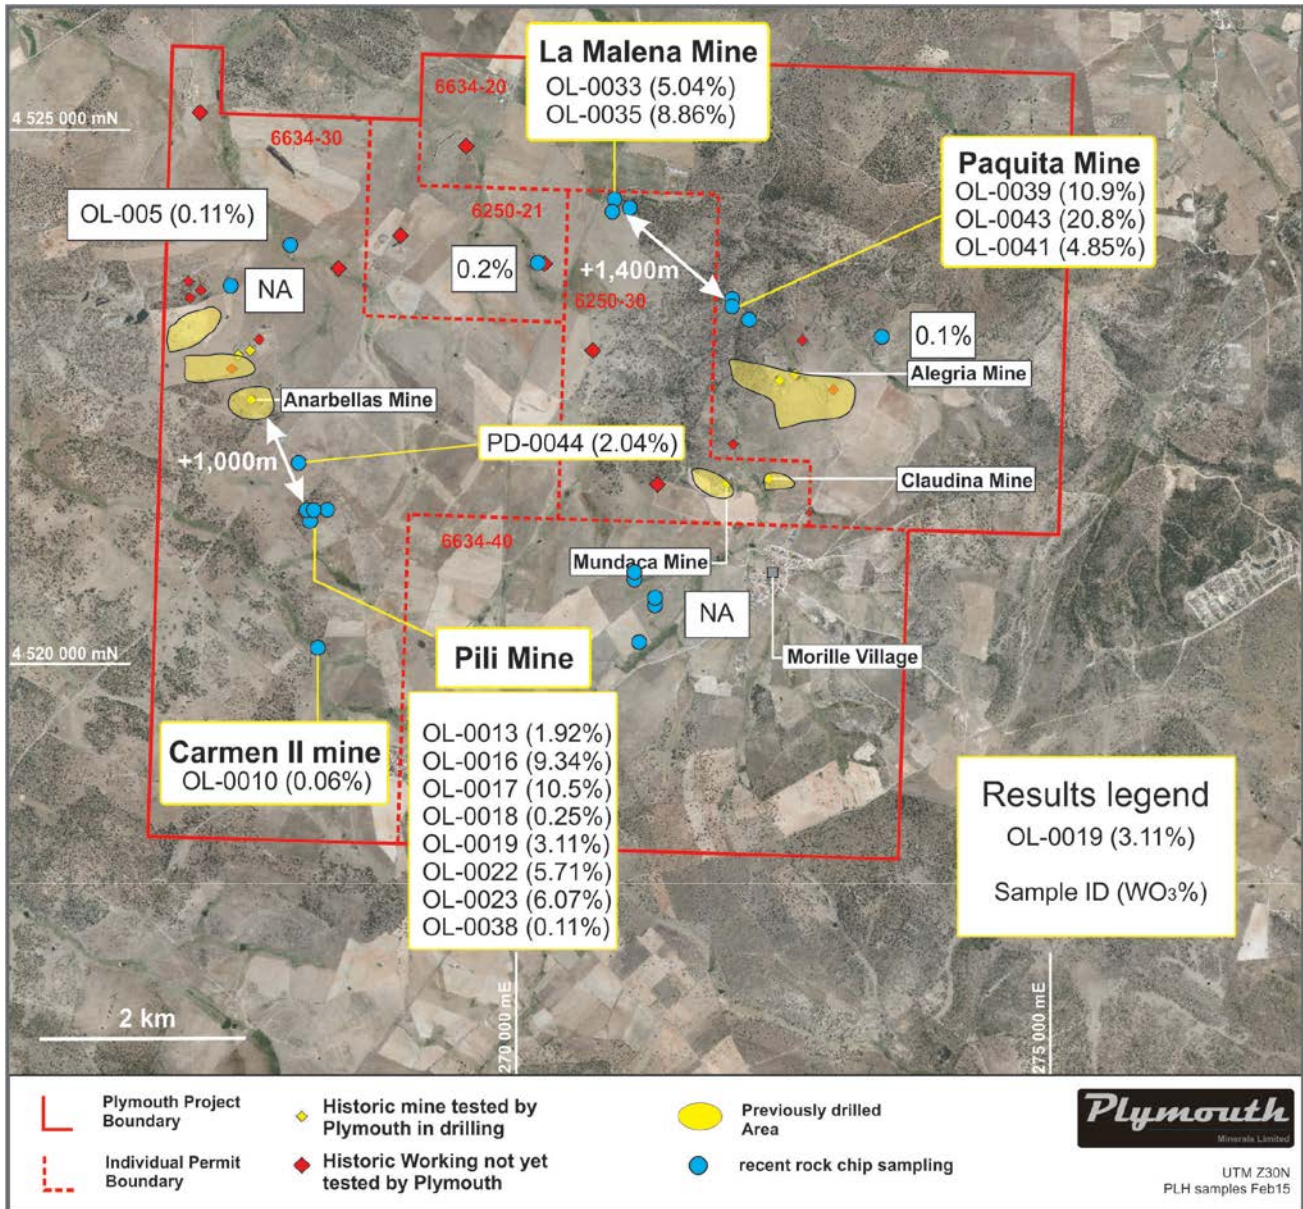 La Malena Mine
OL-0033 (5.04%)
OL-0035 (8.86%)
6634-20
4 525 000 mN
6634-30
Paquita Mine
OL-0039 (10.9%)
OL-0043 (20.8%)
OL-0041 (4.85%)
OL-005 (0.11%)
6250-21
0.2%
+1,400m
NA
6250-30
0.1%
Alegria Mine
Anarbellas Mine
PD-0044 (2.04%)
+1,000m
Claudina Mine
6634-40
Mundaca Mine
NA
4 520 000 mN
Morille Village
Pili Mine
OL-0013 (1.92%)
OL-0016 (9.34%)
OL-0017 (10.5%)
OL-0018 (0.25%)
OL-0019 (3.11%)
OL-0022 (5.71%)
OL-0023 (6.07%)
OL-0038 (0.11%)
Carmen II mine
OL-0010 (0.06%)
Results legend
OL-0019 (3.11%)
Sample ID (WO₃%)
2 km
270 000 mE
275 000 mE
Plymouth Project
Boundary
Individual Permit
Boundary
Historic mine tested by
Plymouth in drilling
Historic Working not yet
tested by Plymouth
Previously drilled
Area
recent rock chip sampling
Plymouth
Minerals Limited
UTM Z30N
PLH samples Feb15